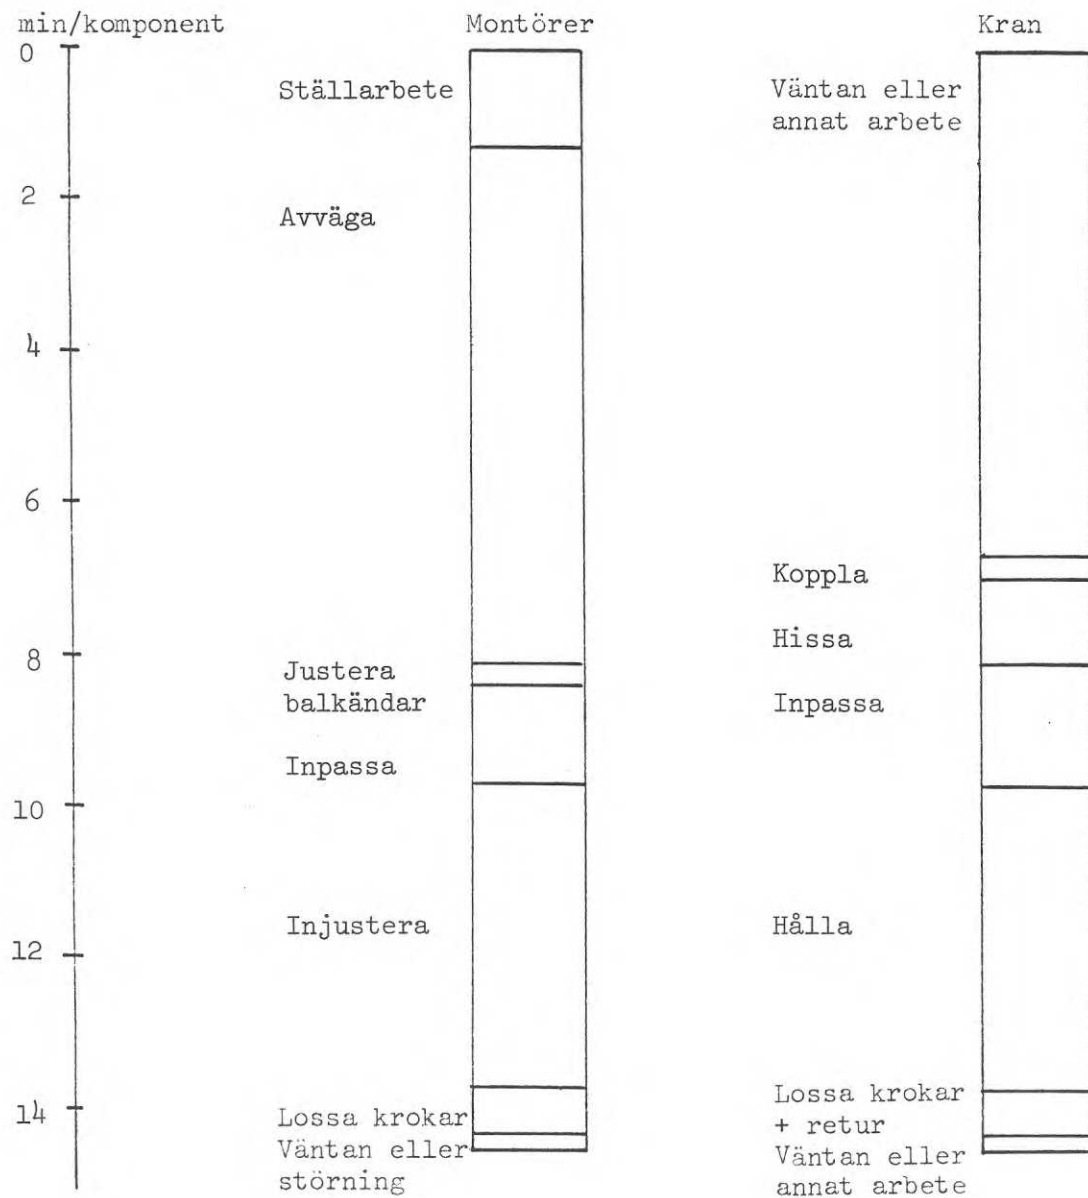 min/komponent
Montörer
Kran
0
Ställarbete
Väntan eller
annat arbete
2
Avväga
4
6
Koppla
Hissa
8
Justera
balkändar
Inpassa
Inpassa
10
Injustera
Hålla
12
14
Lossa krokar
Väntan eller
störning
Lossa krokar
+ retur
Väntan eller
annat arbete